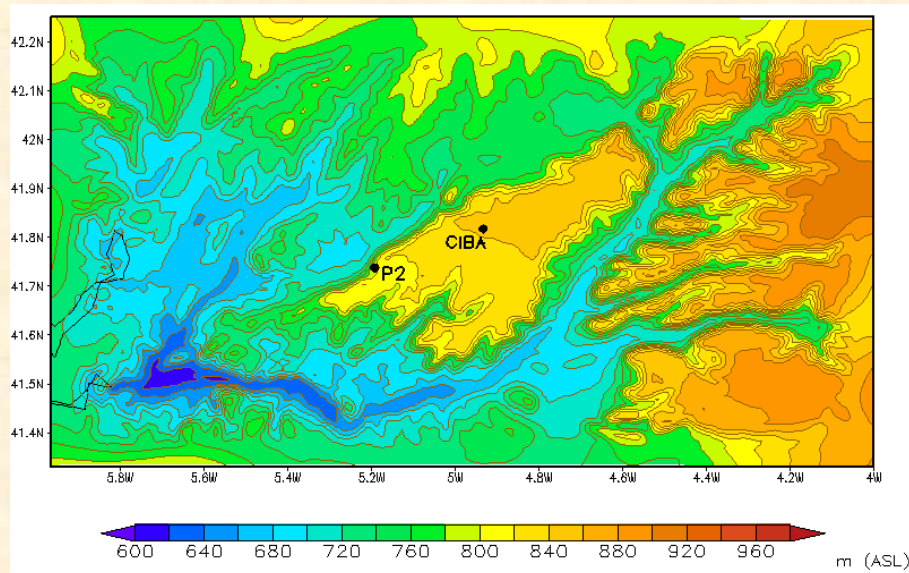 42.2N
42.1N
42N
41.9N
41.8N
CIBA
P2
41.7N
41.6N
41.5N
41.4N
5.8W 5.6W 5.4W 5.2W 5W 4.8W 4.6W 4.4W 4.2W 4W
600 640 680 720 760 800 840 880 920 960
m (ASL)